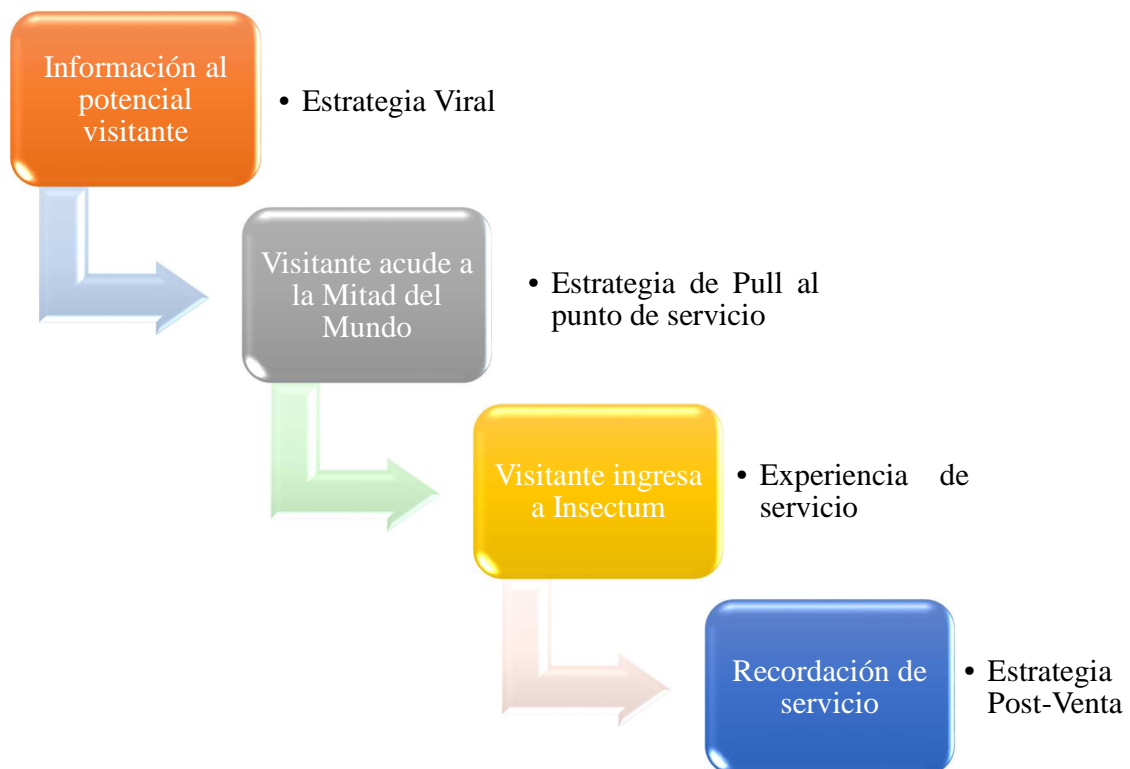 Información al
potencial
visitante
• Estrategia Viral
Visitante acude a
la Mitad del
Mundo
• Estrategia de Pull al
punto de servicio
Visitante ingresa
a Insectum
• Experiencia de
servicio
Recordación de
servicio
• Estrategia
Post-Venta